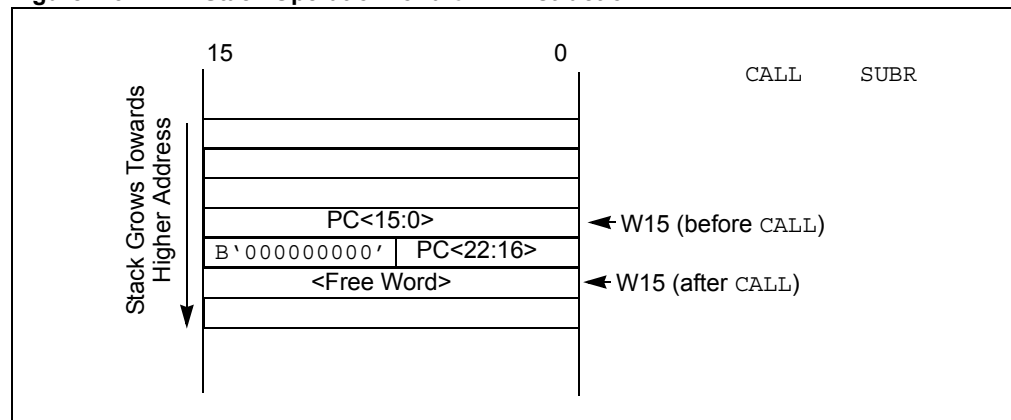 15 0
CALL SUBR
Stack Grows Towards
Higher Address
PC<15:0>
W15 (before CALL)
B‘000000000’ PC<22:16>
<Free Word>
W15 (after CALL)